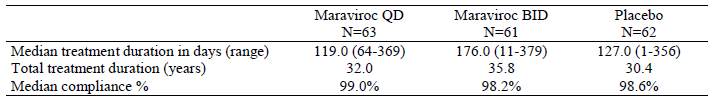 Maraviroc QD Maraviroc BID Placebo
N=63 N=61 N=62
Median treatment duration in days (range) 119.0 (64-369) 176.0 (11-379) 127.0 (1-356)
Total treatment duration (years) 32.0 35.8 30.4
Median compliance % 99.0% 98.2% 98.6%